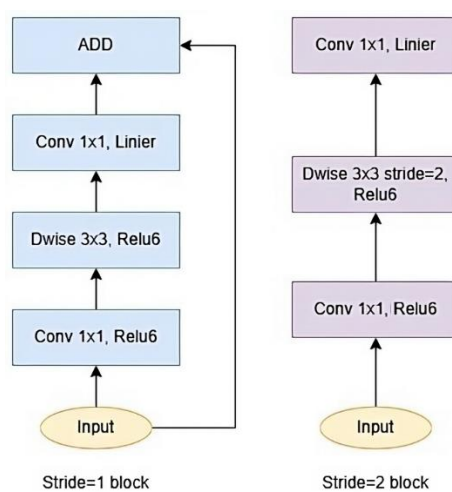 ADD
Conv 1x1, Linier
Dwise 3x3, Relu6
Conv 1x1, Relu6
Input
Stride=1 block
Conv 1x1, Linier
Dwise 3x3 stride=2,
Relu6
Conv 1x1, Relu6
Input
Stride=2 block